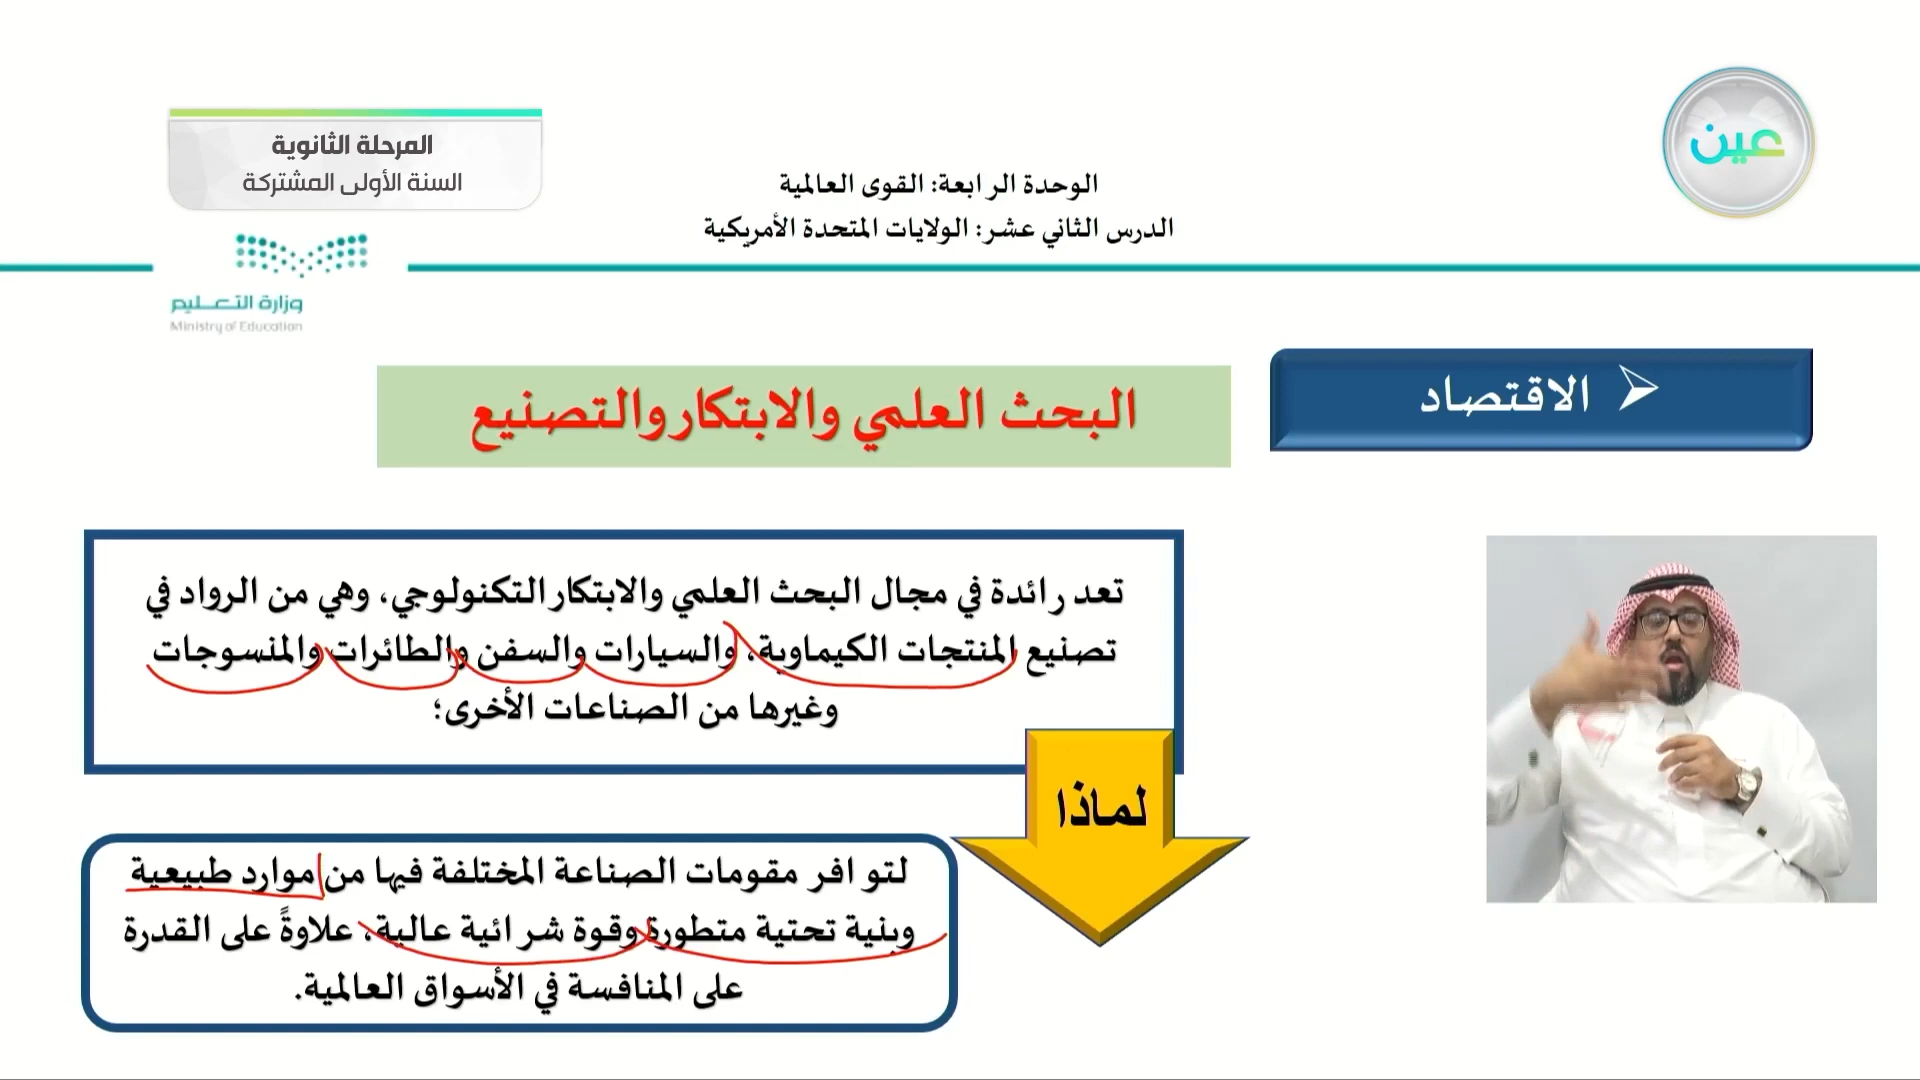 عين
المرحلة الثانوية
السنة الأولى المشتركة
الوحدة الرابعة: القوى العالمية
الدرس الثاني عشر: الولايات المتحدة الأمريكية
وزارة التعليم
Ministry of Education
الاقتصاد
البحث العلمي والابتكار والتصنيع
تعد رائدة في مجال البحث العلمي والابتكار التكنولوجي، وهي من الرواد في
تصنيع المنتجات الكيماوية، والسيارات والسفن والطائرات والمنسوجات
وغيرها من الصناعات الأخرى؛
لماذا
لتوافر مقومات الصناعة المختلفة فيها من موارد طبيعية
وبنية تحتية متطورة وقوة شرائية عالية، علاوةً على القدرة
على المنافسة في الأسواق العالمية.